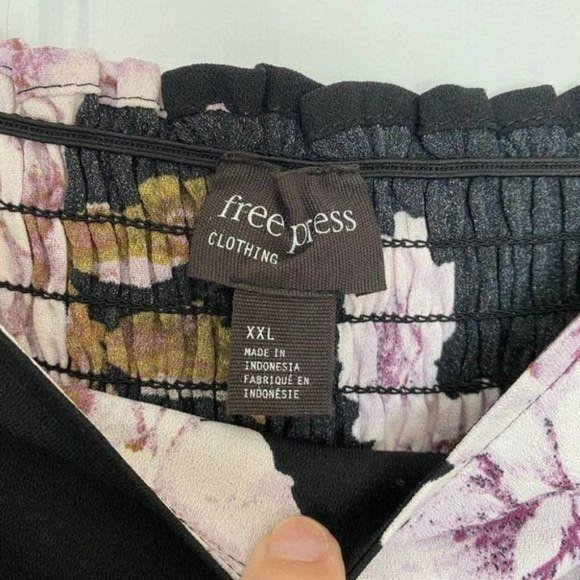 free press
CLOTHING
XXL
MADE IN
INDONESIA
FABRIQUÉ EN
INDONÉSIE